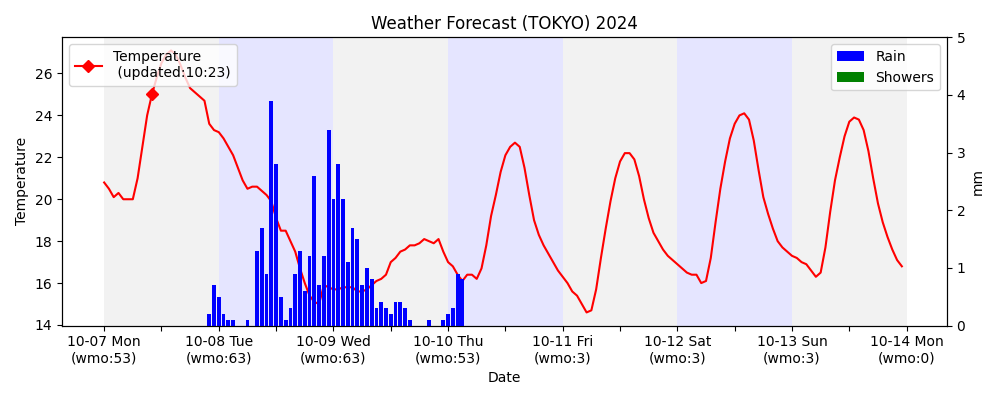 Weather Forecast (TOKYO) 2024
Temperature
(updated:10:23)
Rain
Showers
Temperature
26
24
22
20
18
16
14
5
4
3
2
1
0
mm
10-07 Mon
(wmo:53)
10-08 Tue
(wmo:63)
10-09 Wed
(wmo:63)
10-10 Thu
(wmo:53)
10-11 Fri
(wmo:3)
10-12 Sat
(wmo:3)
10-13 Sun
(wmo:3)
10-14 Mon
(wmo:0)
Date